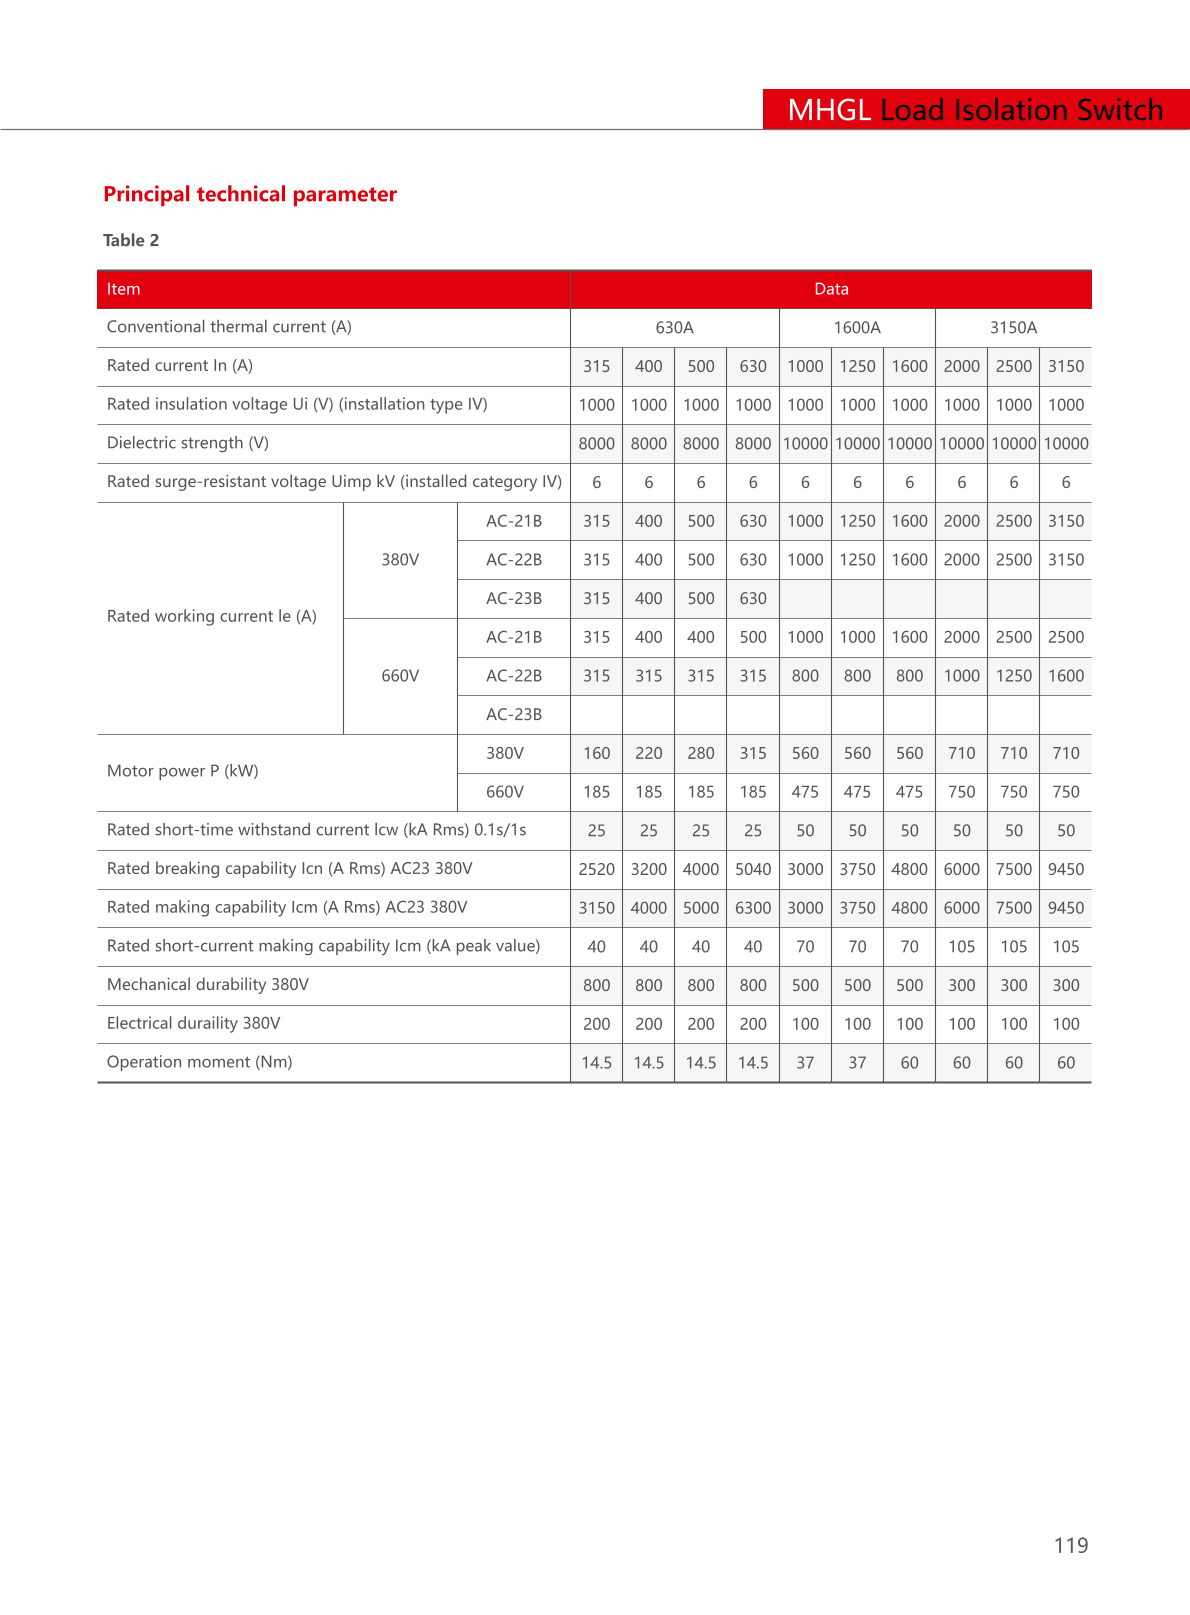 MHGL Load Isolation Switch
Principal technical parameter
Table 2
Item Data
Conventional thermal current (A) 630A 1600A 3150A
Rated current In (A) 315 400 500 630 1000 1250 1600 2000 2500 3150
Rated insulation voltage Ui (V) (installation type IV) 1000 1000 1000 1000 1000 1000 1000 1000 1000 1000
Dielectric strength (V) 8000 8000 8000 8000 10000 10000 10000 10000 10000 10000
Rated surge-resistant voltage Uimp kV (installed category IV) 6 6 6 6 6 6 6 6 6 6
Rated working current le (A)
380V
AC-21B 315 400 500 630 1000 1250 1600 2000 2500 3150
AC-22B 315 400 500 630 1000 1250 1600 2000 2500 3150
AC-23B 315 400 500 630
660V
AC-21B 315 400 400 500 1000 1000 1600 2000 2500 2500
AC-22B 315 315 315 315 800 800 800 1000 1250 1600
AC-23B
Motor power P (kW)
380V 160 220 280 315 560 560 560 710 710 710
660V 185 185 185 185 475 475 475 750 750 750
Rated short-time withstand current lcw (kA Rms) 0.1s/1s 25 25 25 25 50 50 50 50 50 50
Rated breaking capability Icn (A Rms) AC23 380V 2520 3200 4000 5040 3000 3750 4800 6000 7500 9450
Rated making capability Icm (A Rms) AC23 380V 3150 4000 5000 6300 3000 3750 4800 6000 7500 9450
Rated short-current making capability Icm (kA peak value) 40 40 40 40 70 70 70 105 105 105
Mechanical durability 380V 800 800 800 800 500 500 500 300 300 300
Electrical duraility 380V 200 200 200 200 100 100 100 100 100 100
Operation moment (Nm) 14.5 14.5 14.5 14.5 37 37 60 60 60 60
119